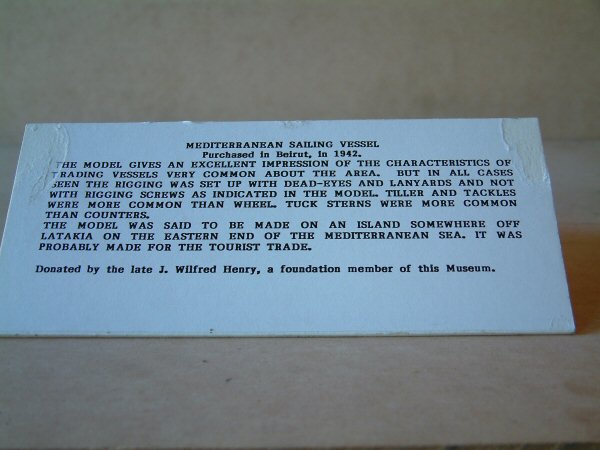 MEDITERRANEAN SAILING VESSEL
Purchased in Beirut, in 1942.
THE MODEL GIVES AN EXCELLENT IMPRESSION OF THE CHARACTERISTICS OF
TRADING VESSELS VERY COMMON ABOUT THE AREA. BUT IN ALL CASES
SEEN THE RIGGING WAS SET UP WITH DEAD-EYES AND LANYARDS AND NOT
WITH RIGGING SCREWS AS INDICATED IN THE MODEL. TILLER AND TACKLES
WERE MORE COMMON THAN WHEEL. TUCK STERNS WERE MORE COMMON
THAN COUNTERS.
THE MODEL WAS SAID TO BE MADE ON AN ISLAND SOMEWHERE OFF
LATAKIA ON THE EASTERN END OF THE MEDITERRANEAN SEA. IT WAS
PROBABLY MADE FOR THE TOURIST TRADE.
Donated by the late J. Wilfred Henry, a foundation member of this Museum.